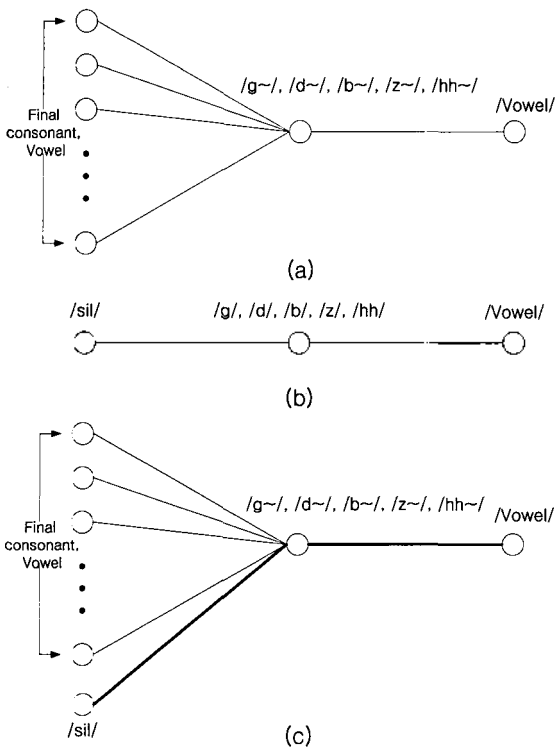 /g~/, /d~/, /b~/, /z~/, /hh~/
/Vowel/
Final
consonant,
Vowel
(a)
/sil/
/g/, /d/, /b/, /z/, /hh/
/Vowel/
(b)
/g~/, /d~/, /b~/, /z~/, /hh~/
/Vowel/
Final
consonant,
Vowel
/sil/
(c)